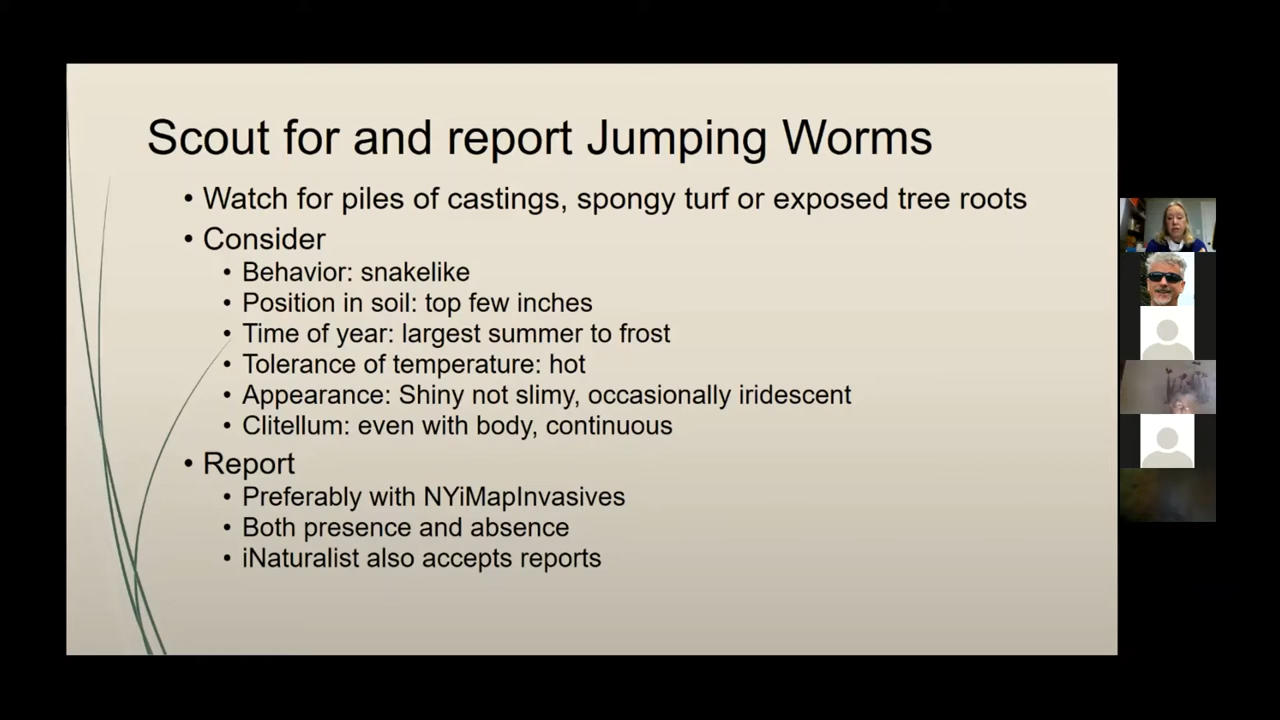 Scout for and report Jumping Worms
• Watch for piles of castings, spongy turf or exposed tree roots
• Consider
• Behavior: snakelike
• Position in soil: top few inches
• Time of year: largest summer to frost
• Tolerance of temperature: hot
• Appearance: Shiny not slimy, occasionally iridescent
• Clitellum: even with body, continuous
• Report
• Preferably with NYiMapInvasives
• Both presence and absence
• iNaturalist also accepts reports